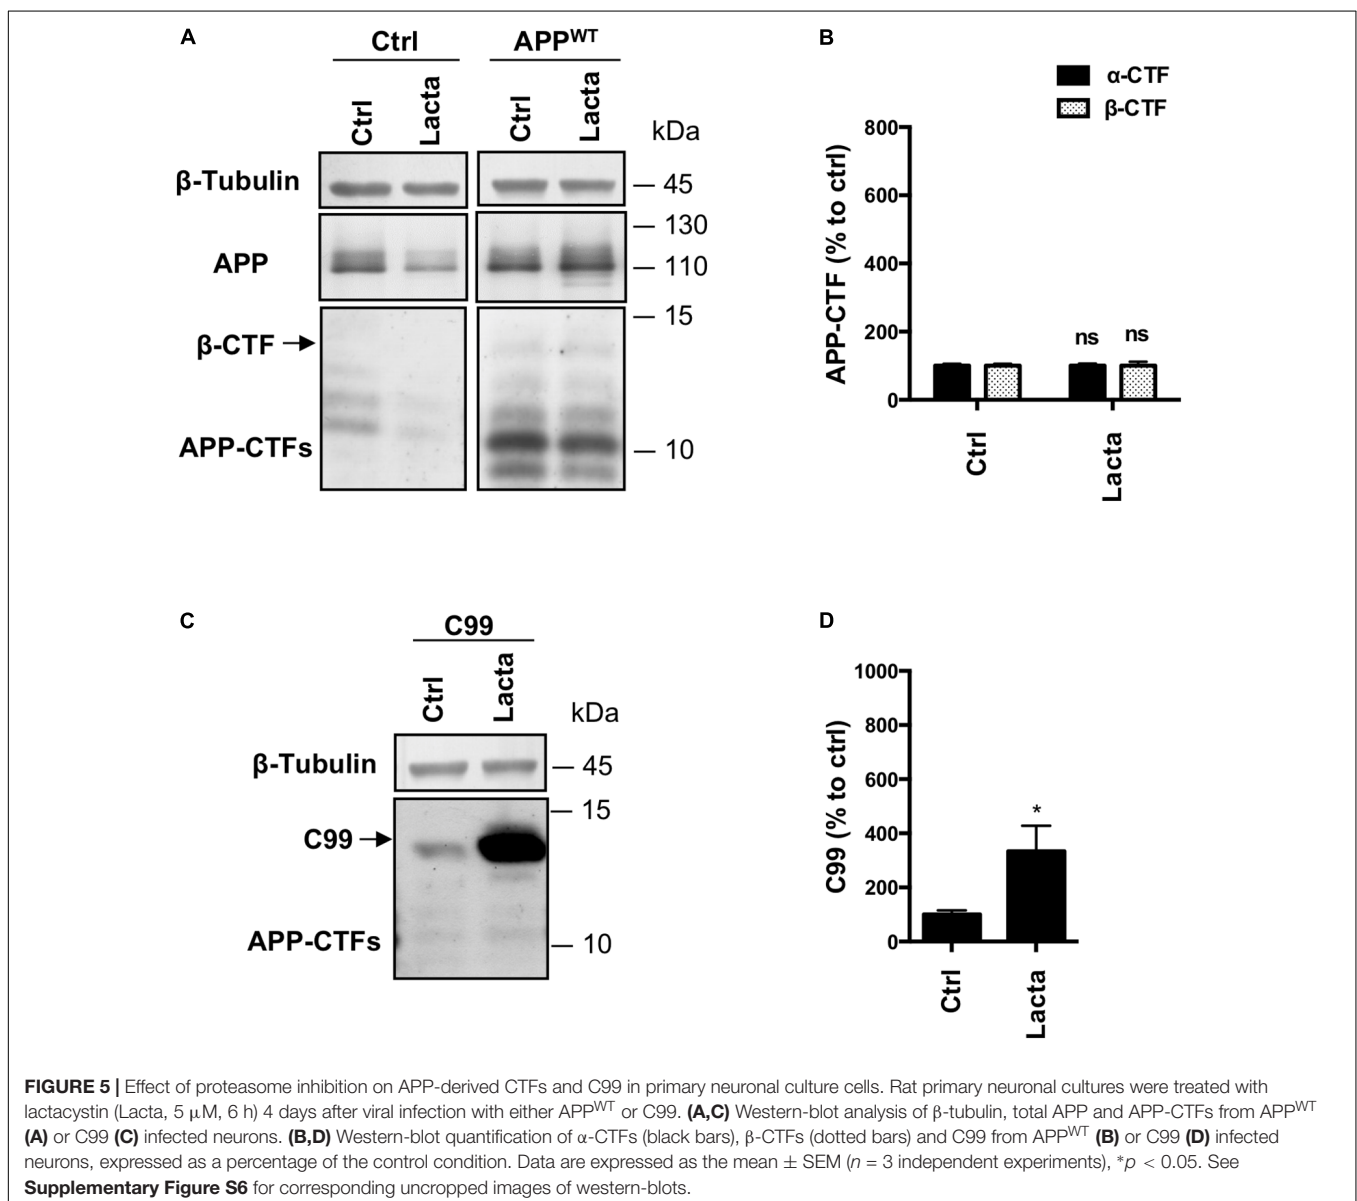 A
Ctrl
APPWT
Ctrl
Lacta
Ctrl
Lacta
kDa
β-Tubulin
45
130
APP
110
15
β-CTF
APP-CTFs
10
B
α-CTF
β-CTF
APP-CTF (% to ctrl)
800
600
400
200
0
ns
ns
Ctrl
Lacta
C
C99
Ctrl
Lacta
kDa
β-Tubulin
45
15
C99
APP-CTFs
10
D
C99 (% to ctrl)
1000
800
600
400
200
0
*
Ctrl
Lacta
FIGURE 5 | Effect of proteasome inhibition on APP-derived CTFs and C99 in primary neuronal culture cells. Rat primary neuronal cultures were treated with
lactacystin (Lacta, 5 μM, 6 h) 4 days after viral infection with either APPWT or C99. (A,C) Western-blot analysis of β-tubulin, total APP and APP-CTFs from APPWT
(A) or C99 (C) infected neurons. (B,D) Western-blot quantification of α-CTFs (black bars), β-CTFs (dotted bars) and C99 from APPWT (B) or C99 (D) infected
neurons, expressed as a percentage of the control condition. Data are expressed as the mean ± SEM (n = 3 independent experiments), *p < 0.05. See
Supplementary Figure S6 for corresponding uncropped images of western-blots.